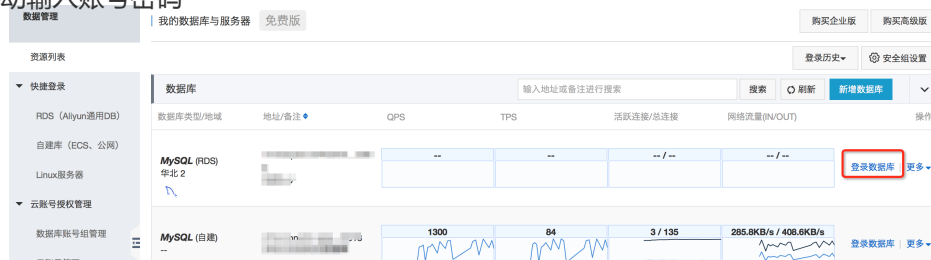 动输入账号密码
数据管理
我的数据库与服务器 免费版 购买企业版 购买高级版
资源列表 登录历史 安全组设置
快捷登录 数据库 输入地址或备注进行搜索 搜索 刷新 新增数据库
RDS（Aliyun通用DB） 数据库类型/地域 地址/备注 QPS TPS 活跃连接/总连接 网络流量(IN/OUT) 操作
自建库（ECS、公网）
MySQL (RDS) -- -- -- / -- -- / --
华北 2 登录数据库 更多
Linux服务器
云账号授权管理
数据库账号组管理 MySQL (自建) 1300 84 3 / 135 285.8KB/s / 408.6KB/s 登录数据库 更多
--